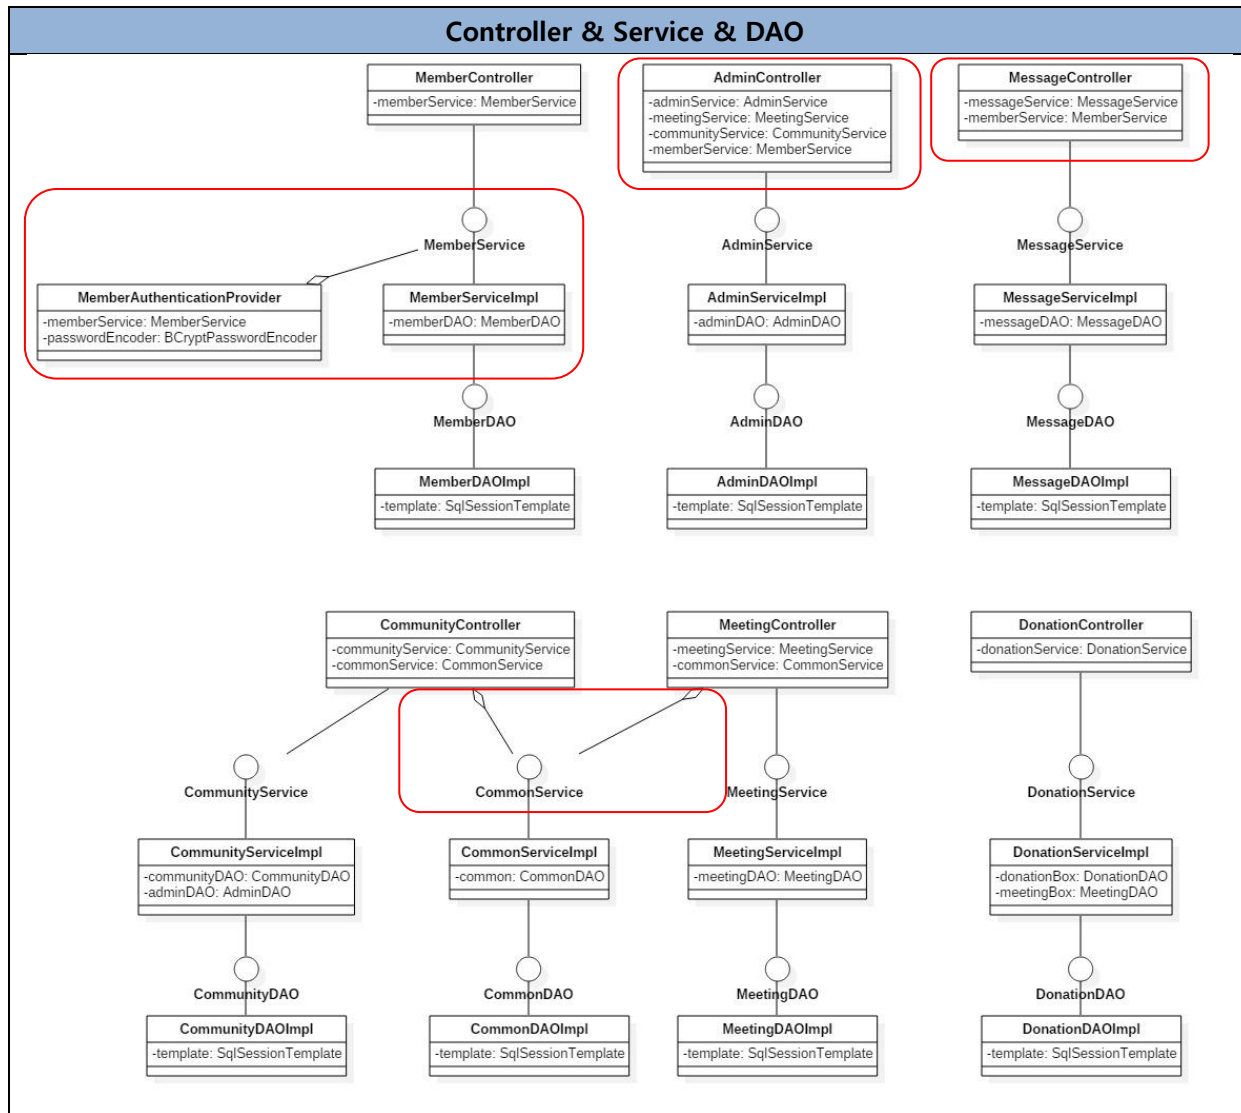 Controller & Service & DAO
MemberController
-memberService: MemberService
AdminController
-adminService: AdminService
-meetingService: MeetingService
-communityService: CommunityService
-memberService: MemberService
MessageController
-messageService: MessageService
-memberService: MemberService
MemberService
AdminService
MessageService
MemberAuthenticationProvider
-memberService: MemberService
-passwordEncoder: BCryptPasswordEncoder
MemberServiceImpl
-memberDAO: MemberDAO
AdminServiceImpl
-adminDAO: AdminDAO
MessageServiceImpl
-messageDAO: MessageDAO
MemberDAO
AdminDAO
MessageDAO
MemberDAOImpl
-template: SqlSessionTemplate
AdminDAOImpl
-template: SqlSessionTemplate
MessageDAOImpl
-template: SqlSessionTemplate
CommunityController
-communityService: CommunityService
-commonService: CommonService
MeetingController
-meetingService: MeetingService
-commonService: CommonService
DonationController
-donationService: DonationService
CommunityService
CommonService
MeetingService
DonationService
CommunityServiceImpl
-communityDAO: CommunityDAO
-adminDAO: AdminDAO
CommonServiceImpl
-common: CommonDAO
MeetingServiceImpl
-meetingDAO: MeetingDAO
DonationServiceImpl
-donationBox: DonationDAO
-meetingBox: MeetingDAO
CommunityDAO
CommonDAO
MeetingDAO
DonationDAO
CommunityDAOImpl
-template: SqlSessionTemplate
CommonDAOImpl
-template: SqlSessionTemplate
MeetingDAOImpl
-template: SqlSessionTemplate
DonationDAOImpl
-template: SqlSessionTemplate